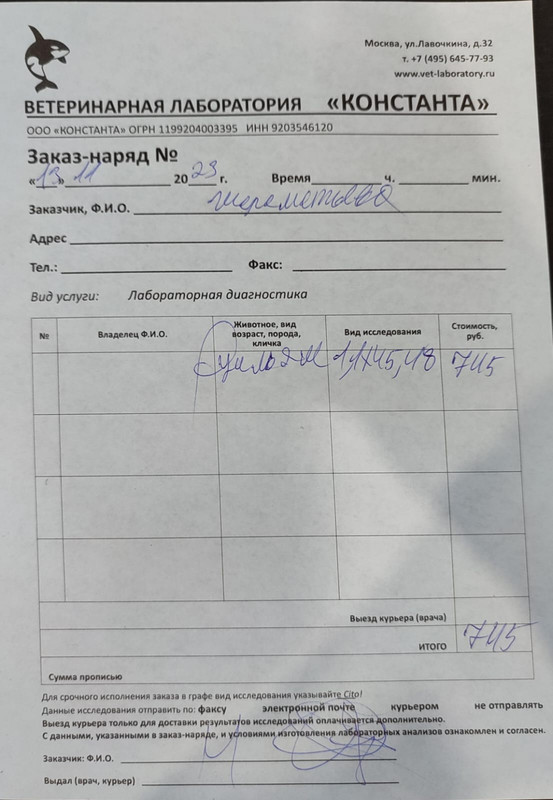 Москва, ул.Лавочкина, д.32
т. +7 (495) 645-77-93
www.vet-laboratory.ru
ВЕТЕРИНАРНАЯ ЛАБОРАТОРИЯ «КОНСТАНТА»
ООО «КОНСТАНТА» ОГРН 1199204003395 ИНН 9203546120
Заказ-наряд №
«13» 11 2023 г. Время ч. мин.
Заказчик, Ф.И.О. Шереметьево
Адрес
Тел.: Факс:
Вид услуги: Лабораторная диагностика
№ Владелец Ф.И.О. Животное, вид возраст, порода, кличка Вид исследования Стоимость, руб.
745
Выезд курьера (врача)
ИТОГО 745
Сумма прописью
Для срочного исполнения заказа в графе вид исследования указывайте Cito!
Данные исследования отправить по: факсу электронной почте курьером не отправлять
Выезд курьера только для доставки результатов исследований оплачивается дополнительно.
С данными, указанными в заказ-наряде, и условиями изготовления лабораторных анализов ознакомлен и согласен.
Заказчик: Ф.И.О.
Выдал (врач, курьер)